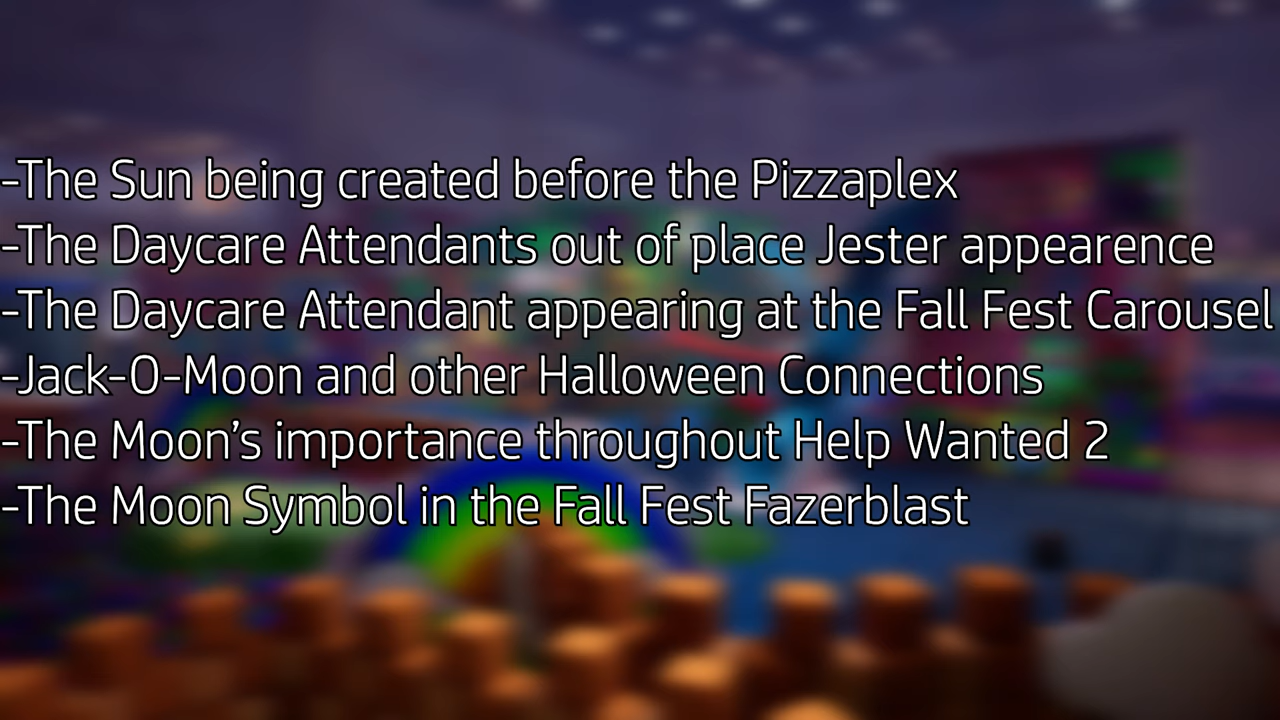 -The Sun being created before the Pizzaplex
-The Daycare Attendants out of place Jester appearence
-The Daycare Attendant appearing at the Fall Fest Carousel
-Jack-O-Moon and other Halloween Connections
-The Moon’s importance throughout Help Wanted 2
-The Moon Symbol in the Fall Fest Fazerblast